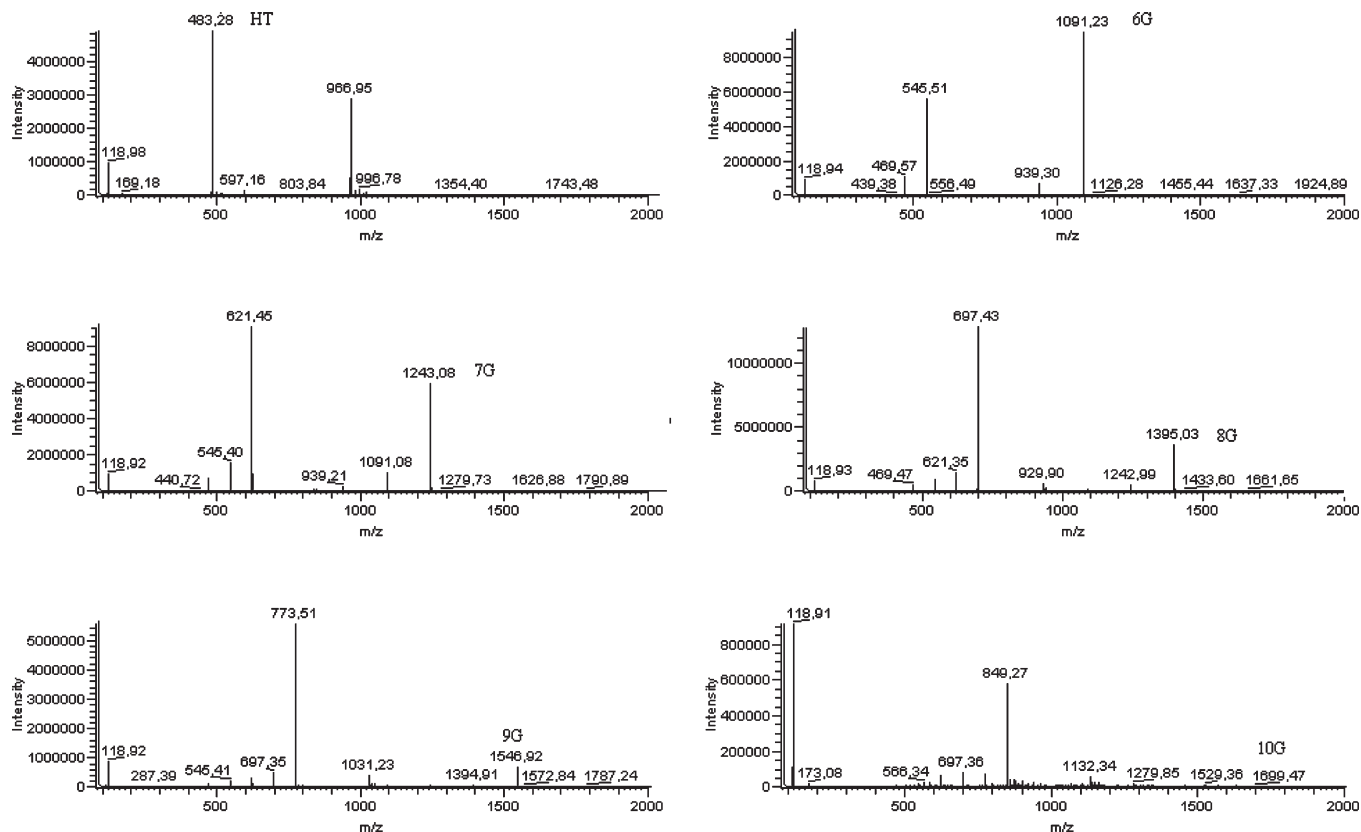 483,28 HT
966,95
118,98
169,18 597,16 803,84 996,78 1354,40 1743,48
Intensity
4000000
3000000
2000000
1000000
0
500 1000 1500 2000
m/z
1091,23 6G
545,51
118,94 469,57 939,30
439,38 556,49 1126,28 1455,44 1637,33 1924,89
Intensity
8000000
6000000
4000000
2000000
0
500 1000 1500 2000
m/z
621,45
1243,08 7G
545,40
118,92 440,72 939,21 1091,08 1279,73 1626,88 1790,89
Intensity
8000000
6000000
4000000
2000000
0
500 1000 1500 2000
m/z
697,43
1395,03 8G
118,93 469,47 621,35 929,90 1242,99 1433,60 1661,65
Intensity
10000000
5000000
0
500 1000 1500 2000
m/z
773,51
9G
1546,92
118,92 287,39 545,41 697,35 1031,23 1394,91 1572,84 1787,24
Intensity
5000000
4000000
3000000
2000000
1000000
0
500 1000 1500 2000
m/z
118,91
849,27
10G
173,08 566,34 697,36 1132,34 1279,85 1529,36 1699,47
Intensity
800000
600000
400000
200000
0
500 1000 1500 2000
m/z